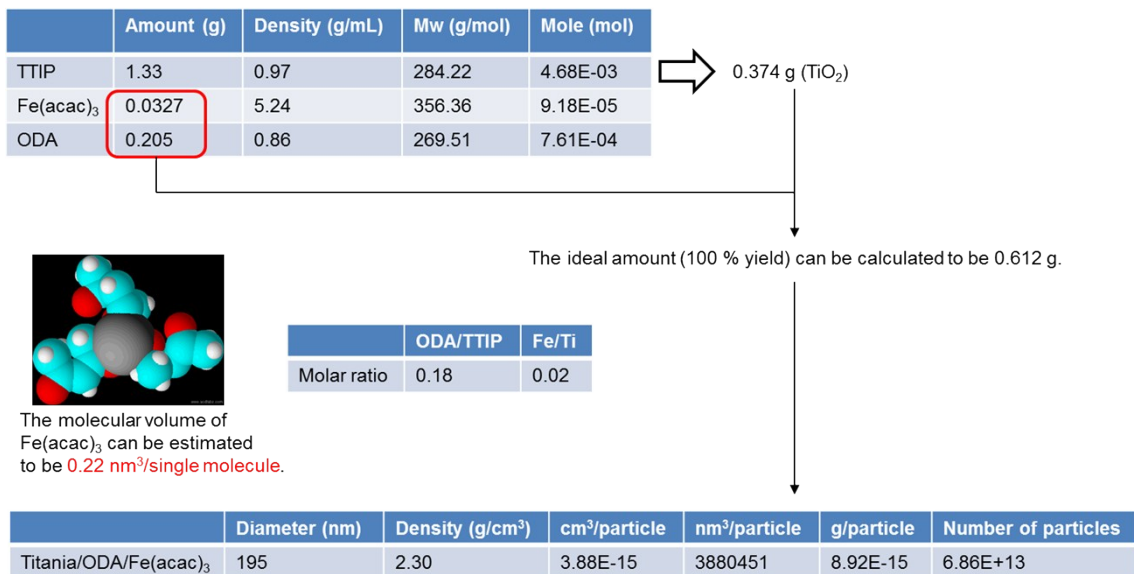 Amount (g) Density (g/mL) Mw (g/mol) Mole (mol)
TTIP 1.33 0.97 284.22 4.68E-03
Fe(acac)₃ 0.0327 5.24 356.36 9.18E-05
ODA 0.205 0.86 269.51 7.61E-04
0.374 g (TiO₂)
The ideal amount (100 % yield) can be calculated to be 0.612 g.
ODA/TTIP Fe/Ti
Molar ratio 0.18 0.02
The molecular volume of
Fe(acac)₃ can be estimated
to be 0.22 nm³/single molecule.
Diameter (nm) Density (g/cm³) cm³/particle nm³/particle g/particle Number of particles
Titania/ODA/Fe(acac)₃ 195 2.30 3.88E-15 3880451 8.92E-15 6.86E+13